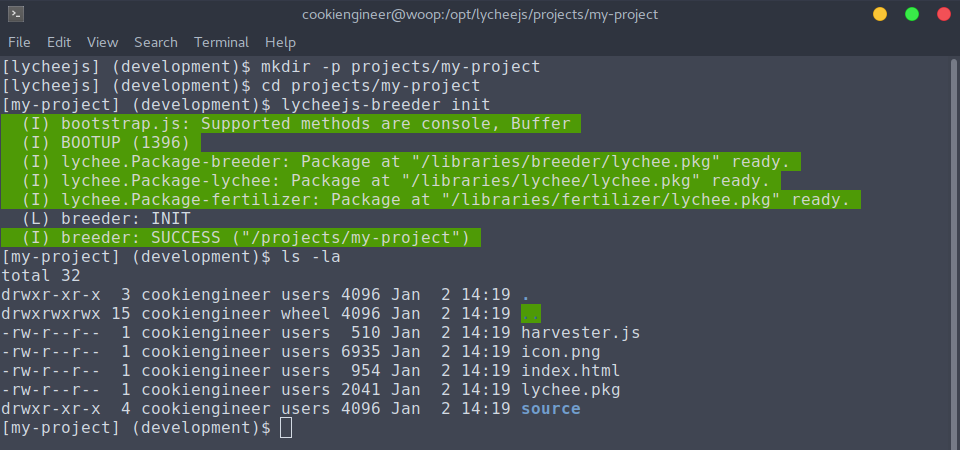 cookiengineer@woop:/opt/lycheejs/projects/my-project
File Edit View Search Terminal Help
[lycheejs] (development)$ mkdir -p projects/my-project
[lycheejs] (development)$ cd projects/my-project
[my-project] (development)$ lycheejs-breeder init
(I) bootstrap.js: Supported methods are console, Buffer
(I) BOOTUP (1396)
(I) lychee.Package-breeder: Package at "/libraries/breeder/lychee.pkg" ready.
(I) lychee.Package-lychee: Package at "/libraries/lychee/lychee.pkg" ready.
(I) lychee.Package-fertilizer: Package at "/libraries/fertilizer/lychee.pkg" ready.
(L) breeder: INIT
(I) breeder: SUCCESS ("/projects/my-project")
[my-project] (development)$ ls -la
total 32
drwxr-xr-x  3 cookiengineer users 4096 Jan  2 14:19 .
drwxrwxrwx 15 cookiengineer wheel 4096 Jan  2 14:19 ..
-rw-r--r--  1 cookiengineer users  510 Jan  2 14:19 harvester.js
-rw-r--r--  1 cookiengineer users 6935 Jan  2 14:19 icon.png
-rw-r--r--  1 cookiengineer users  954 Jan  2 14:19 index.html
-rw-r--r--  1 cookiengineer users 2041 Jan  2 14:19 lychee.pkg
drwxr-xr-x  4 cookiengineer users 4096 Jan  2 14:19 source
[my-project] (development)$